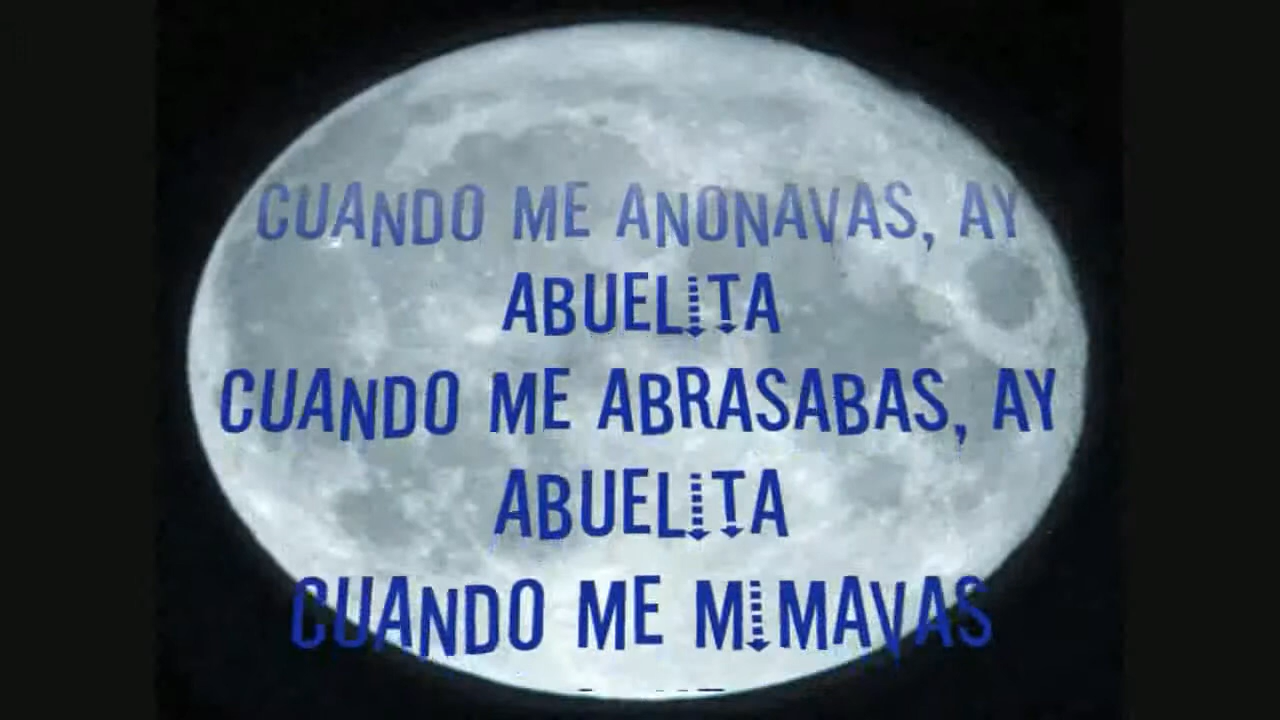 CUANDO ME ANONAVAS, AY
ABUELITA
CUANDO ME ABRASABAS, AY
ABUELITA
CUANDO ME MIMAVAS